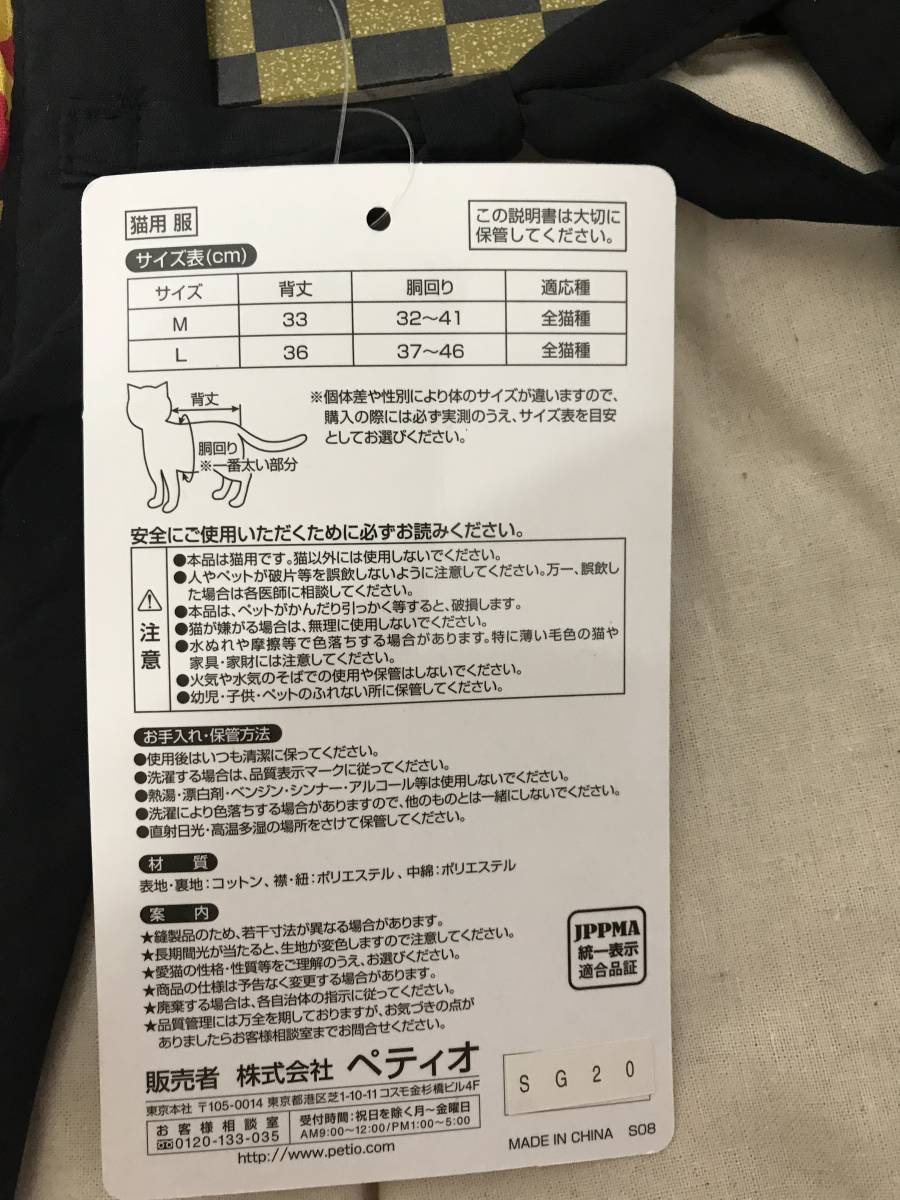 猫用 服
この説明書は大切に
保管してください。
サイズ表(cm)
サイズ 背丈 胴回り 適応種
M 33 32～41 全猫種
L 36 37～46 全猫種
背丈
胴回り
※一番太い部分
※個体差や性別により体のサイズが違いますので、
購入の際には必ず実測のうえ、サイズ表を目安
としてお選びください。
安全にご使用いただくために必ずお読みください。
注意
●本品は猫用です。猫以外には使用しないでください。
●人やペットが破片等を誤飲しないように注意してください。万一、誤飲し
た場合は各医師に相談してください。
●本品は、ペットがかんだり引っかく等すると、破損します。
●猫が嫌がる場合は、無理に使用しないでください。
●水ぬれや摩擦等で色落ちする場合があります。特に薄い毛色の猫や
家具・家財には注意してください。
●火気や水気のそばでの使用や保管はしないでください。
●幼児・子供・ペットのふれない所に保管してください。
お手入れ・保管方法
●使用後はいつも清潔に保ってください。
●洗濯する場合は、品質表示マークに従ってください。
●熱湯・漂白剤・ベンジン・シンナー・アルコール等は使用しないでください。
●洗濯により色落ちする場合がありますので、他のものとは一緒にしないでください。
●直射日光・高温多湿の場所をさけて保管してください。
材 質
表地・裏地：コットン、襟・紐：ポリエステル、中綿：ポリエステル
案 内
★縫製品のため、若干寸法が異なる場合があります。
★長期間光が当たると、生地が変色しますので注意してください。
★愛猫の性格・性質等をご理解のうえ、お選びください。
★商品の仕様は予告なく変更する場合があります。
★廃棄する場合は、各自治体の指示に従ってください。
★品質管理には万全を期しておりますが、お気づきの点が
ありましたらお客様相談室までお問合せください。
JPPMA
統一表示
適合品証
販売者 株式会社 ペティオ
東京本社 〒105-0014 東京都港区芝1-10-11 コスモ金杉橋ビル4F
お客様相談室
0120-133-035
受付時間：祝日を除く月～金曜日
AM9:00～12:00/PM1:00～5:00
http://www.petio.com
SG20
MADE IN CHINA S08